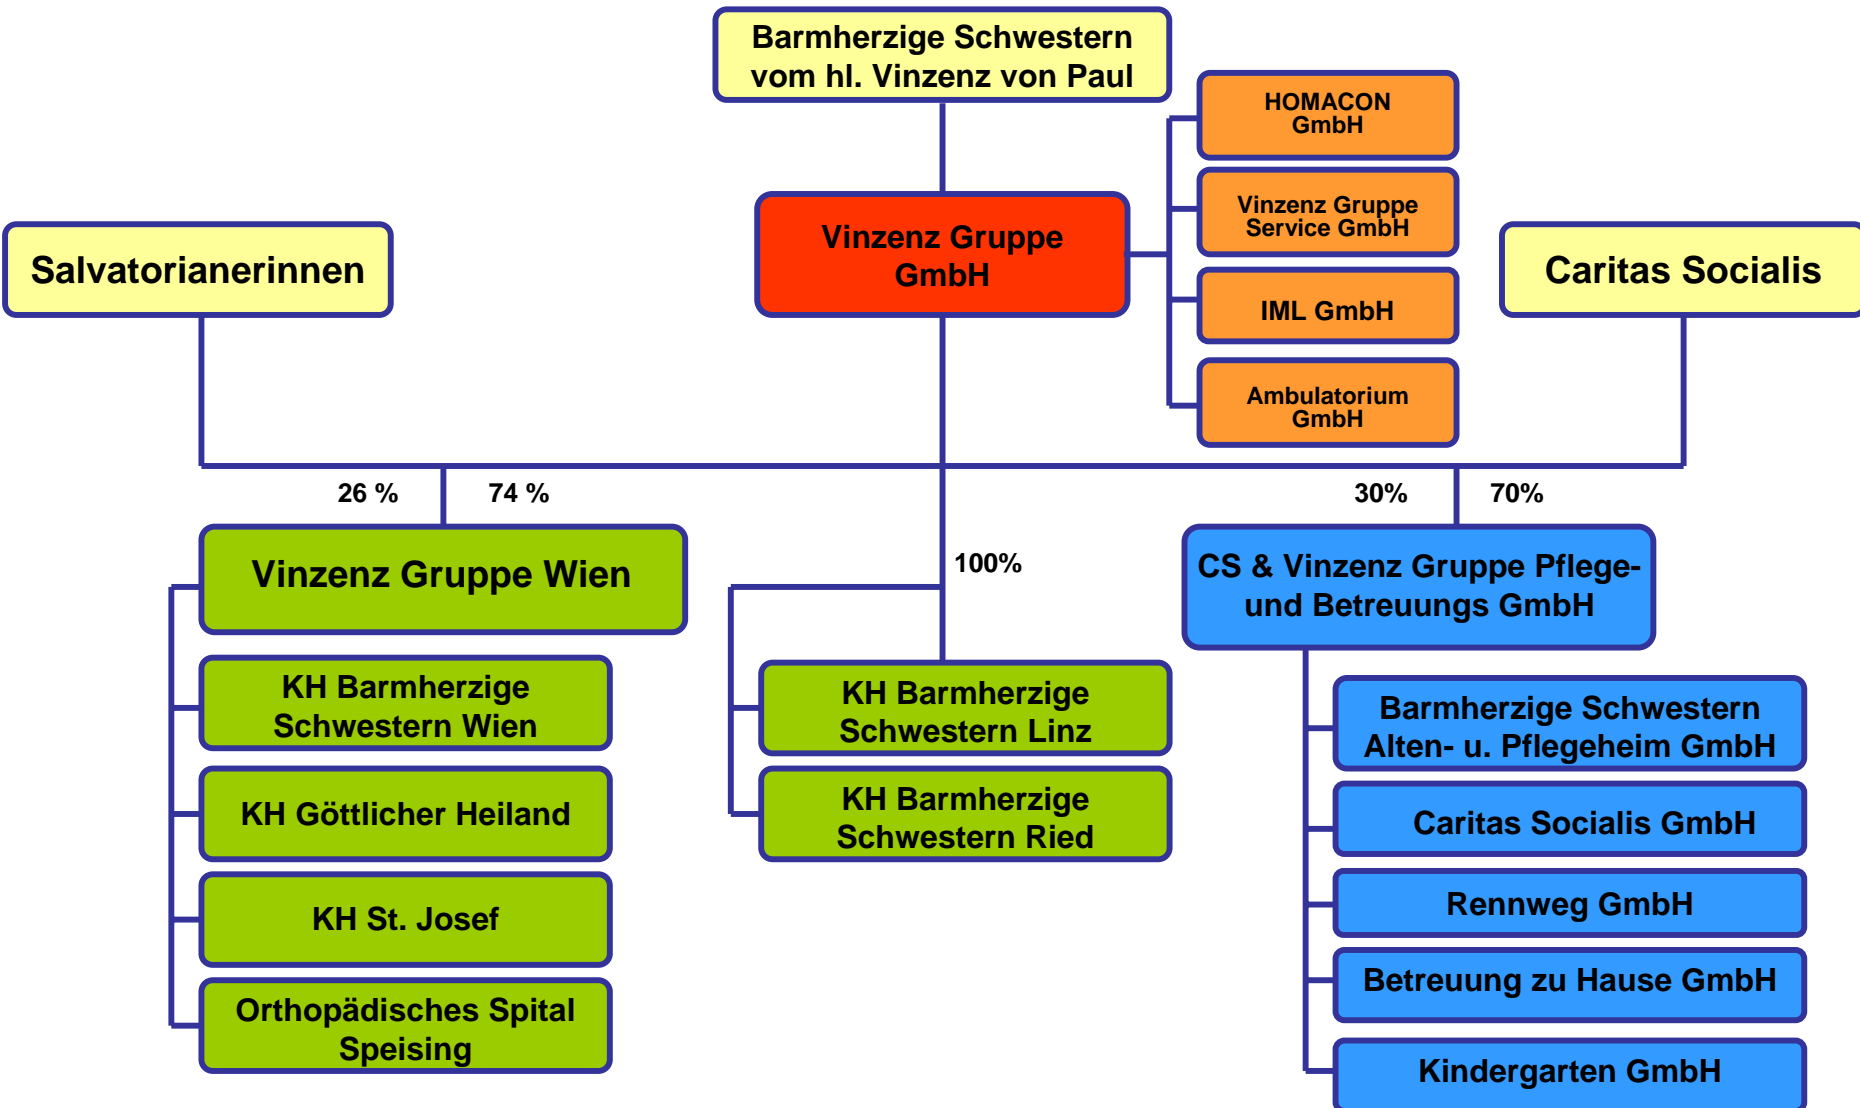 Barmherzige Schwestern
vom hl. Vinzenz von Paul
HOMACON
GmbH
Vinzenz Gruppe
Service GmbH
IML GmbH
Ambulatorium
GmbH
Vinzenz Gruppe
GmbH
Salvatorianerinnen
Caritas Socialis
26 %
74 %
30%
70%
100%
Vinzenz Gruppe Wien
KH Barmherzige
Schwestern Wien
KH Göttlicher Heiland
KH St. Josef
Orthopädisches Spital
Speising
KH Barmherzige
Schwestern Linz
KH Barmherzige
Schwestern Ried
CS & Vinzenz Gruppe Pflege-
und Betreuungs GmbH
Barmherzige Schwestern
Alten- u. Pflegeheim GmbH
Caritas Socialis GmbH
Rennweg GmbH
Betreuung zu Hause GmbH
Kindergarten GmbH